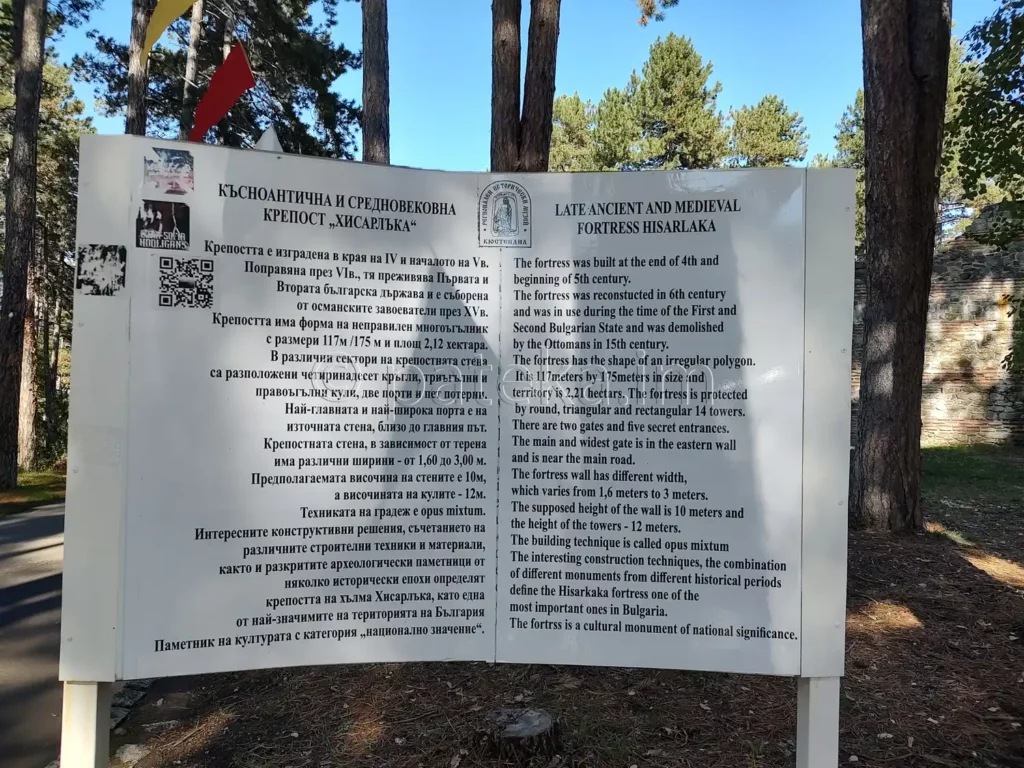 КЪСНОАНТИЧНА И СРЕДНОВЕКОВНА
КРЕПОСТ „ХИСАРЛЪКА“
Крепостта е изградена в края на IV и началото на Vв.
Поправяна през VIв., тя преживява Първата и
Втората българска държава и е съборена
от османските завоеватели през XVв.
Крепостта има форма на неправилен многоъгълник
с размери 117м /175 м и площ 2,12 хектара.
В различни сектори на крепостната стена
са разположени четиринадсет кръгли, триъгълни и
правоъгълни кули, две порти и пет потерни.
Най-главната и най-широка порта е на
източната стена, близо до главния път.
Крепостната стена, в зависимост от терена
има различни ширини - от 1,60 до 3,00 м.
Предполагаемата височина на стените е 10м,
а височината на кулите - 12м.
Техниката на градеж е opus mixtum.
Интересните конструктивни решения, съчетанието на
различните строителни техники и материали,
както и разкритите археологически паметници от
няколко исторически епохи определят
крепостта на хълма Хисарлъка, като една
от най-значимите на територията на България
Паметник на културата с категория „национално значение“.
РЕГИОНАЛЕН ИСТОРИЧЕСКИ МУЗЕЙ
КЮСТЕНДИЛ
LATE ANCIENT AND MEDIEVAL
FORTRESS HISARLAKA
The fortress was built at the end of 4th and
beginning of 5th century.
The fortress was reconstucted in 6th century
and was in use during the time of the First and
Second Bulgarian State and was demolished
by the Ottomans in 15th century.
The fortress has the shape of an irregular polygon.
It is 117meters by 175meters in size and
territory is 2,21 hecters. The fortress is protected
by round, triangular and rectangular 14 towers.
There are two gates and five secret entrances.
The main and widest gate is in the eastern wall
and is near the main road.
The fortress wall has different width,
which varies from 1,6 meters to 3 meters.
The supposed height of the wall is 10 meters and
the height of the towers - 12 meters.
The building technique is called opus mixtum
The interesting construction techniques, the combination
of different monuments from different historical periods
define the Hisarkaka fortress one of the
most important ones in Bulgaria.
The fortrss is a cultural monument of national significance.
SOFIA
HOOLIGANS
© pateka.lm